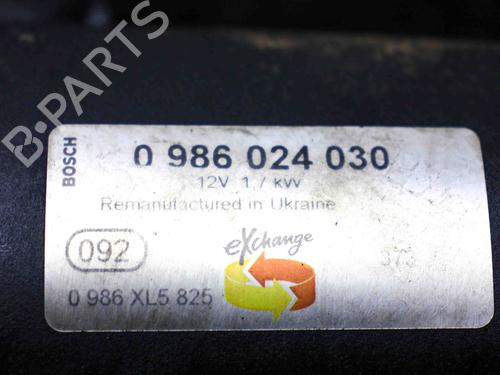 B-PARTS
BOSCH
0 986 024 030
12V 1,7 kW
Remanufactured in Ukraine
092
eXchange
373
0 986 XL5 825